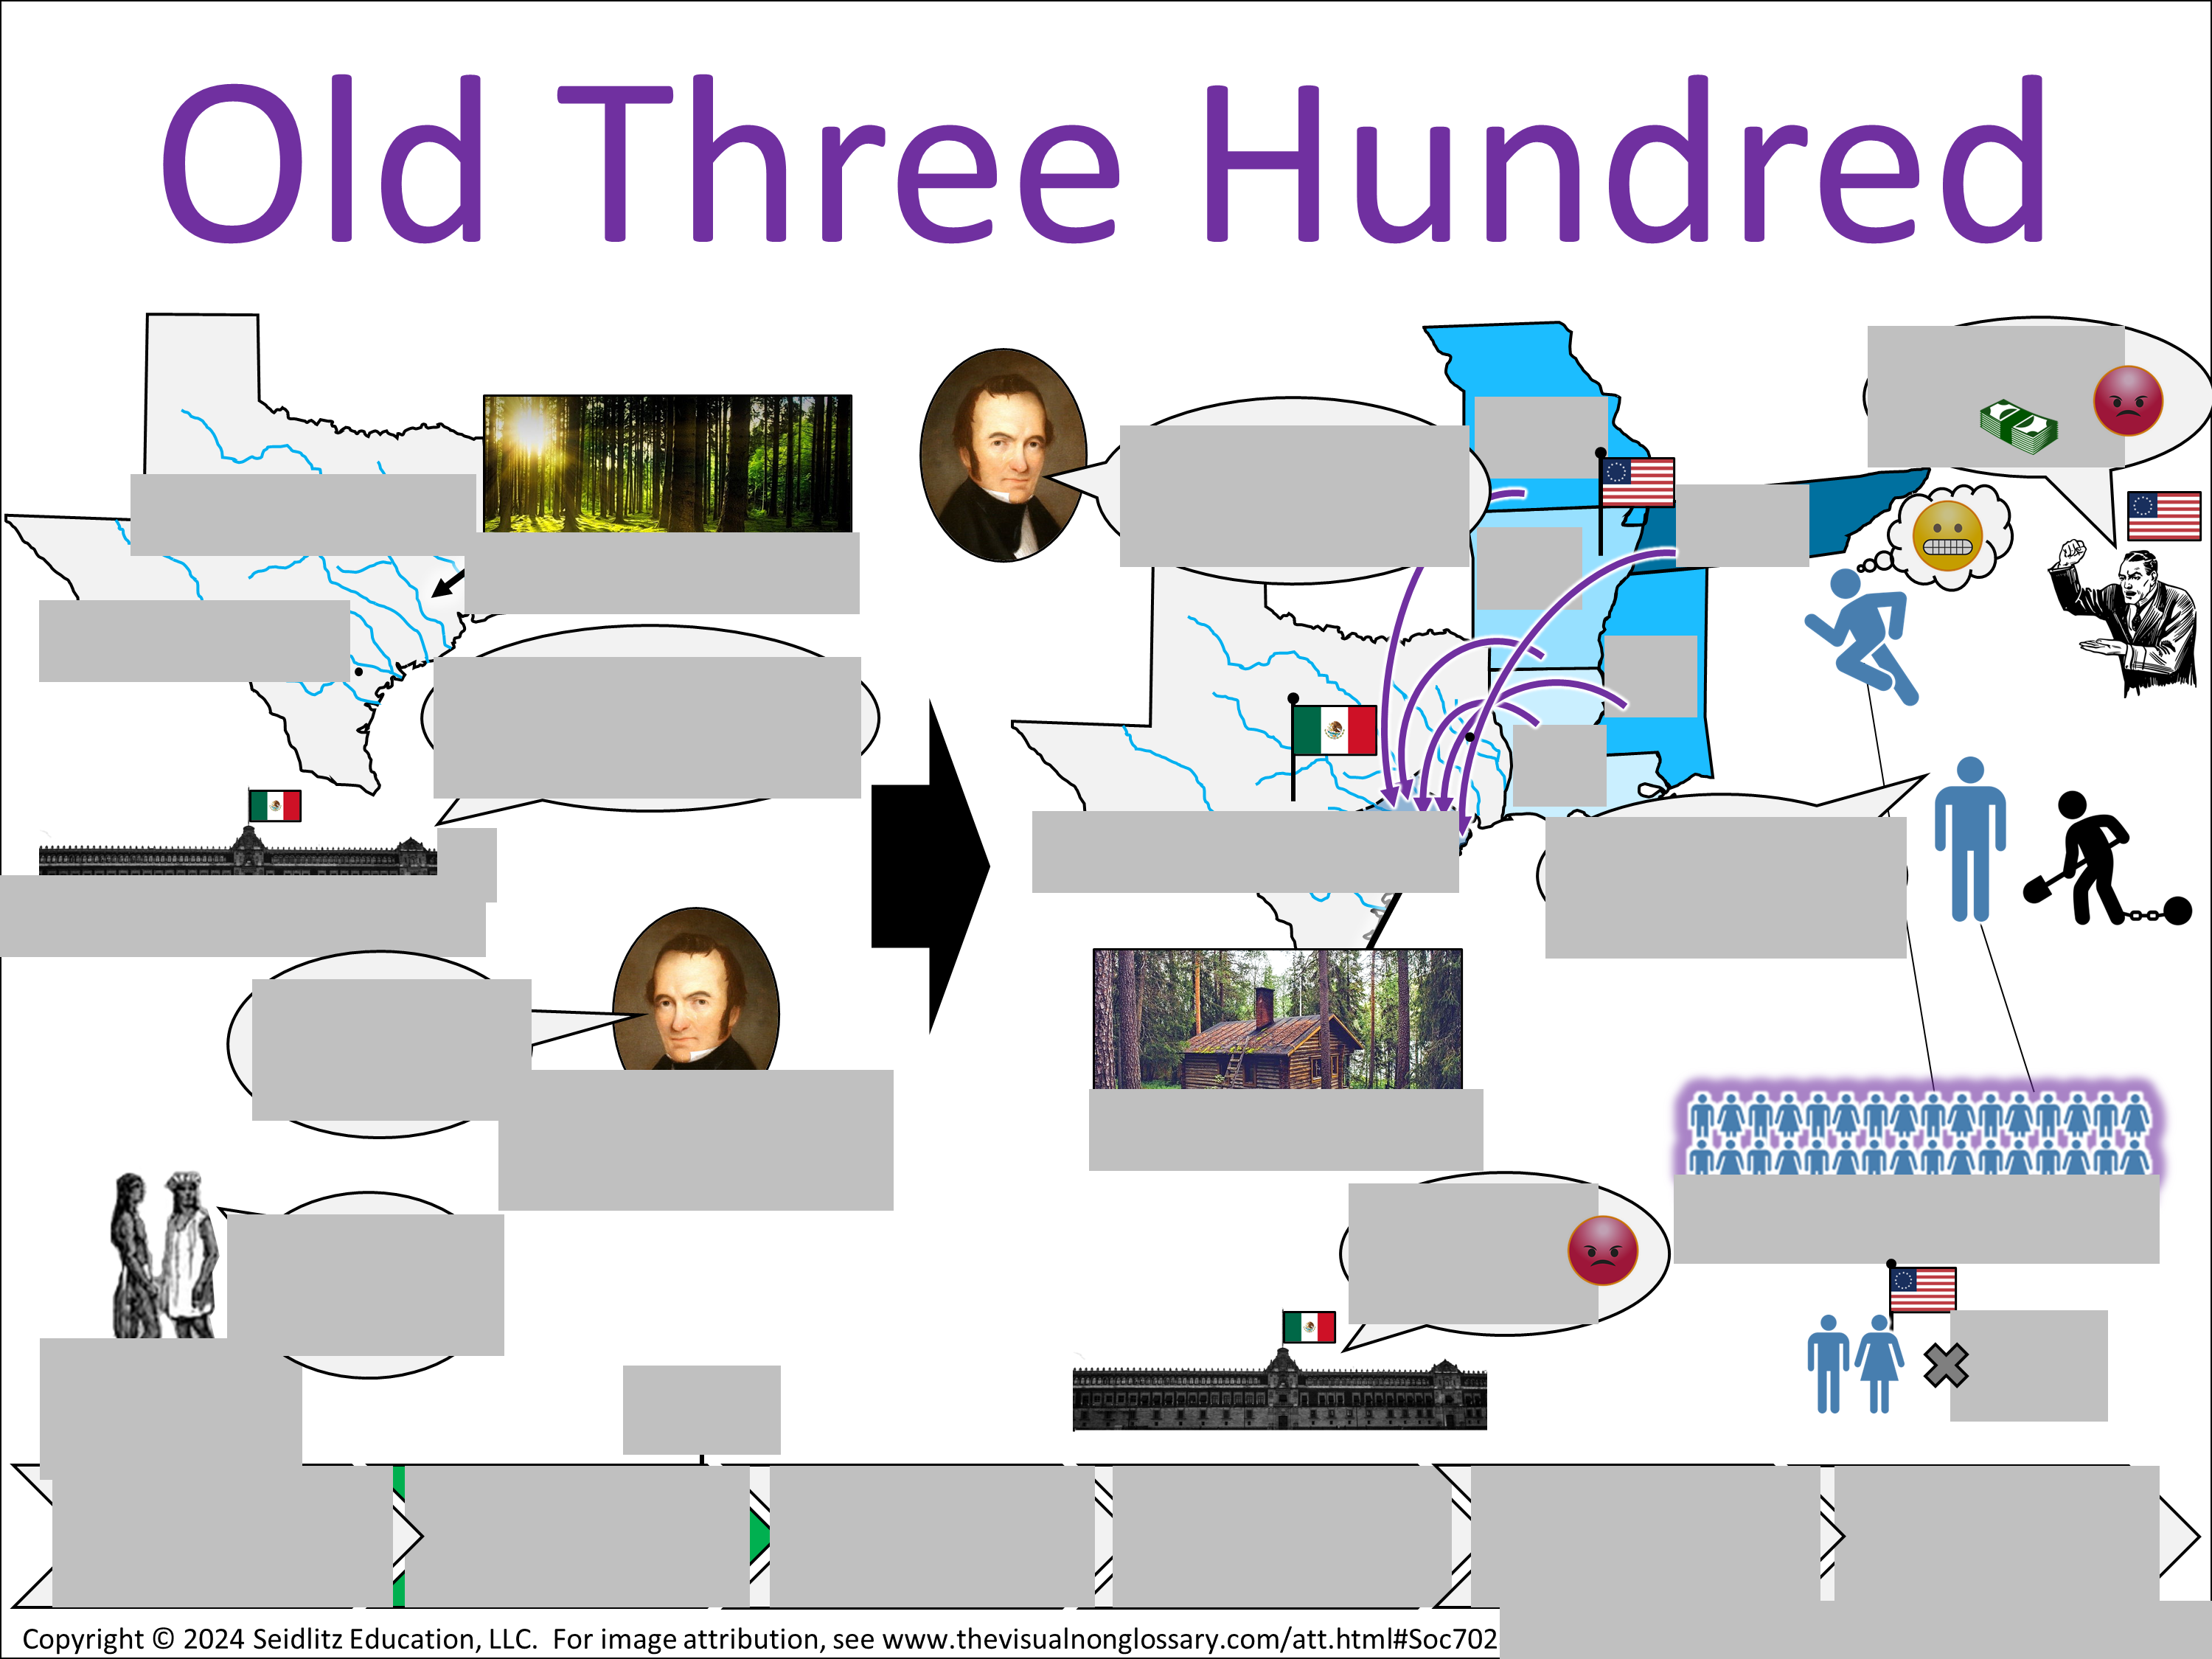 Old Three Hundred
Copyright © 2024 Seidlitz Education, LLC.  For image attribution, see www.thevisualnonglossary.com/att.html#Soc702